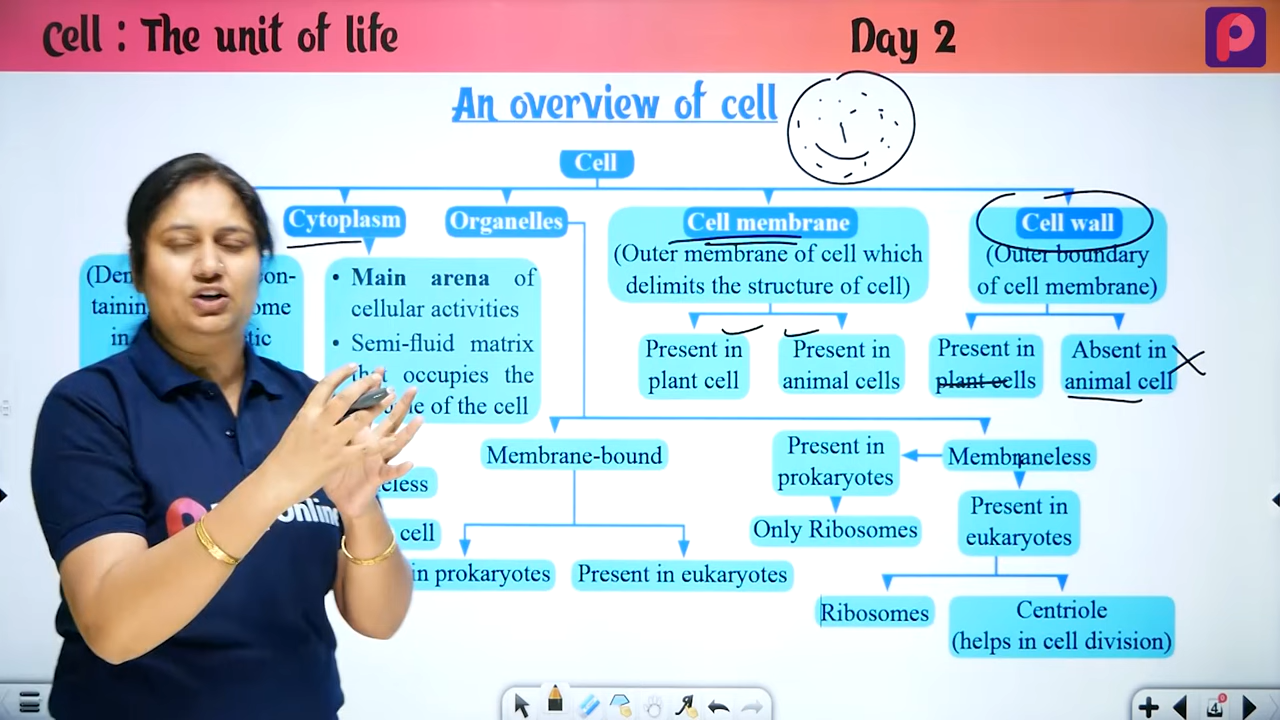 Cell : The unit of life
Day 2
An overview of cell
Cell
Cytoplasm
Organelles
Cell membrane
(Outer membrane of cell which
delimits the structure of cell)
Cell wall
(Outer boundary
of cell membrane)
• Main arena of
cellular activities
• Semi-fluid matrix
that occupies the
of the cell
Present in
plant cell
Present in
animal cells
Present in
plant cells
Absent in
animal cell
Membrane-bound
in prokaryotes
Present in eukaryotes
Membraneless
Present in
prokaryotes
Only Ribosomes
Present in
eukaryotes
Ribosomes
Centriole
(helps in cell division)
cell
4